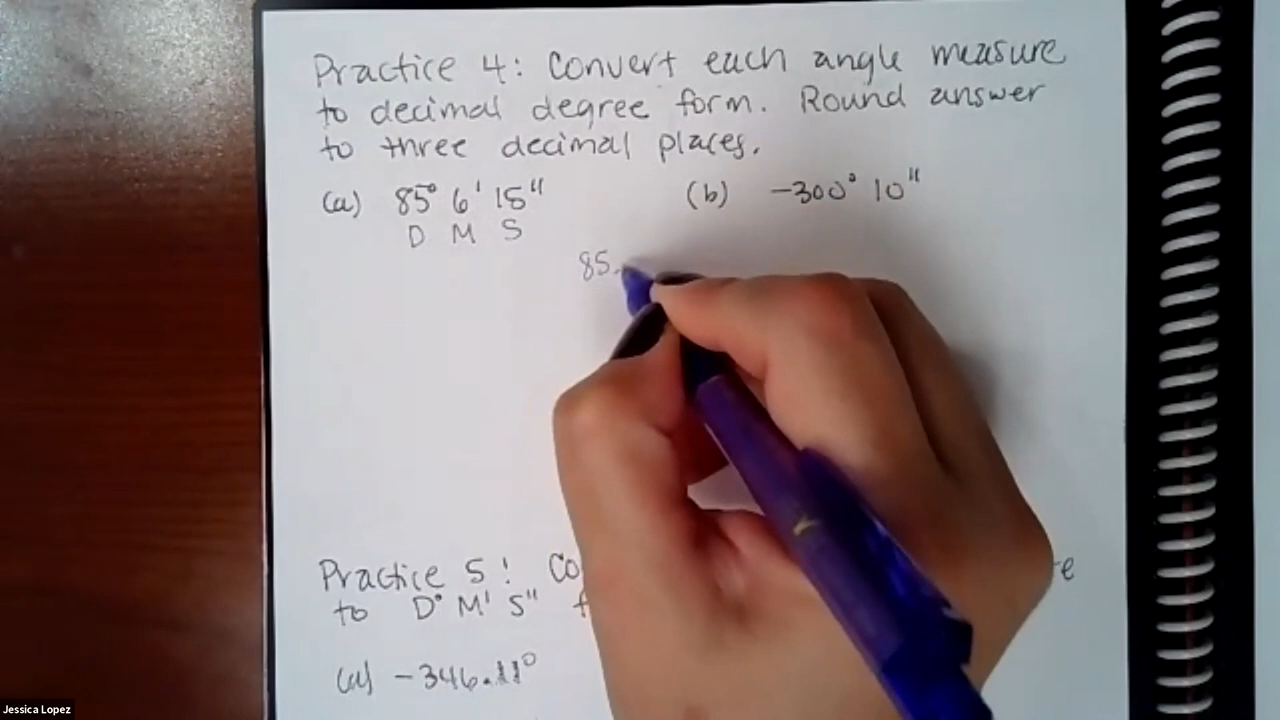 Practice 4: Convert each angle measure
to decimal degree form. Round answer
to three decimal places.
(a) 85° 6' 15" (b) -300° 10"
D M S
85.
Practice 5:
to D° M' S"
(a) -346.11°
Jessica Lopez